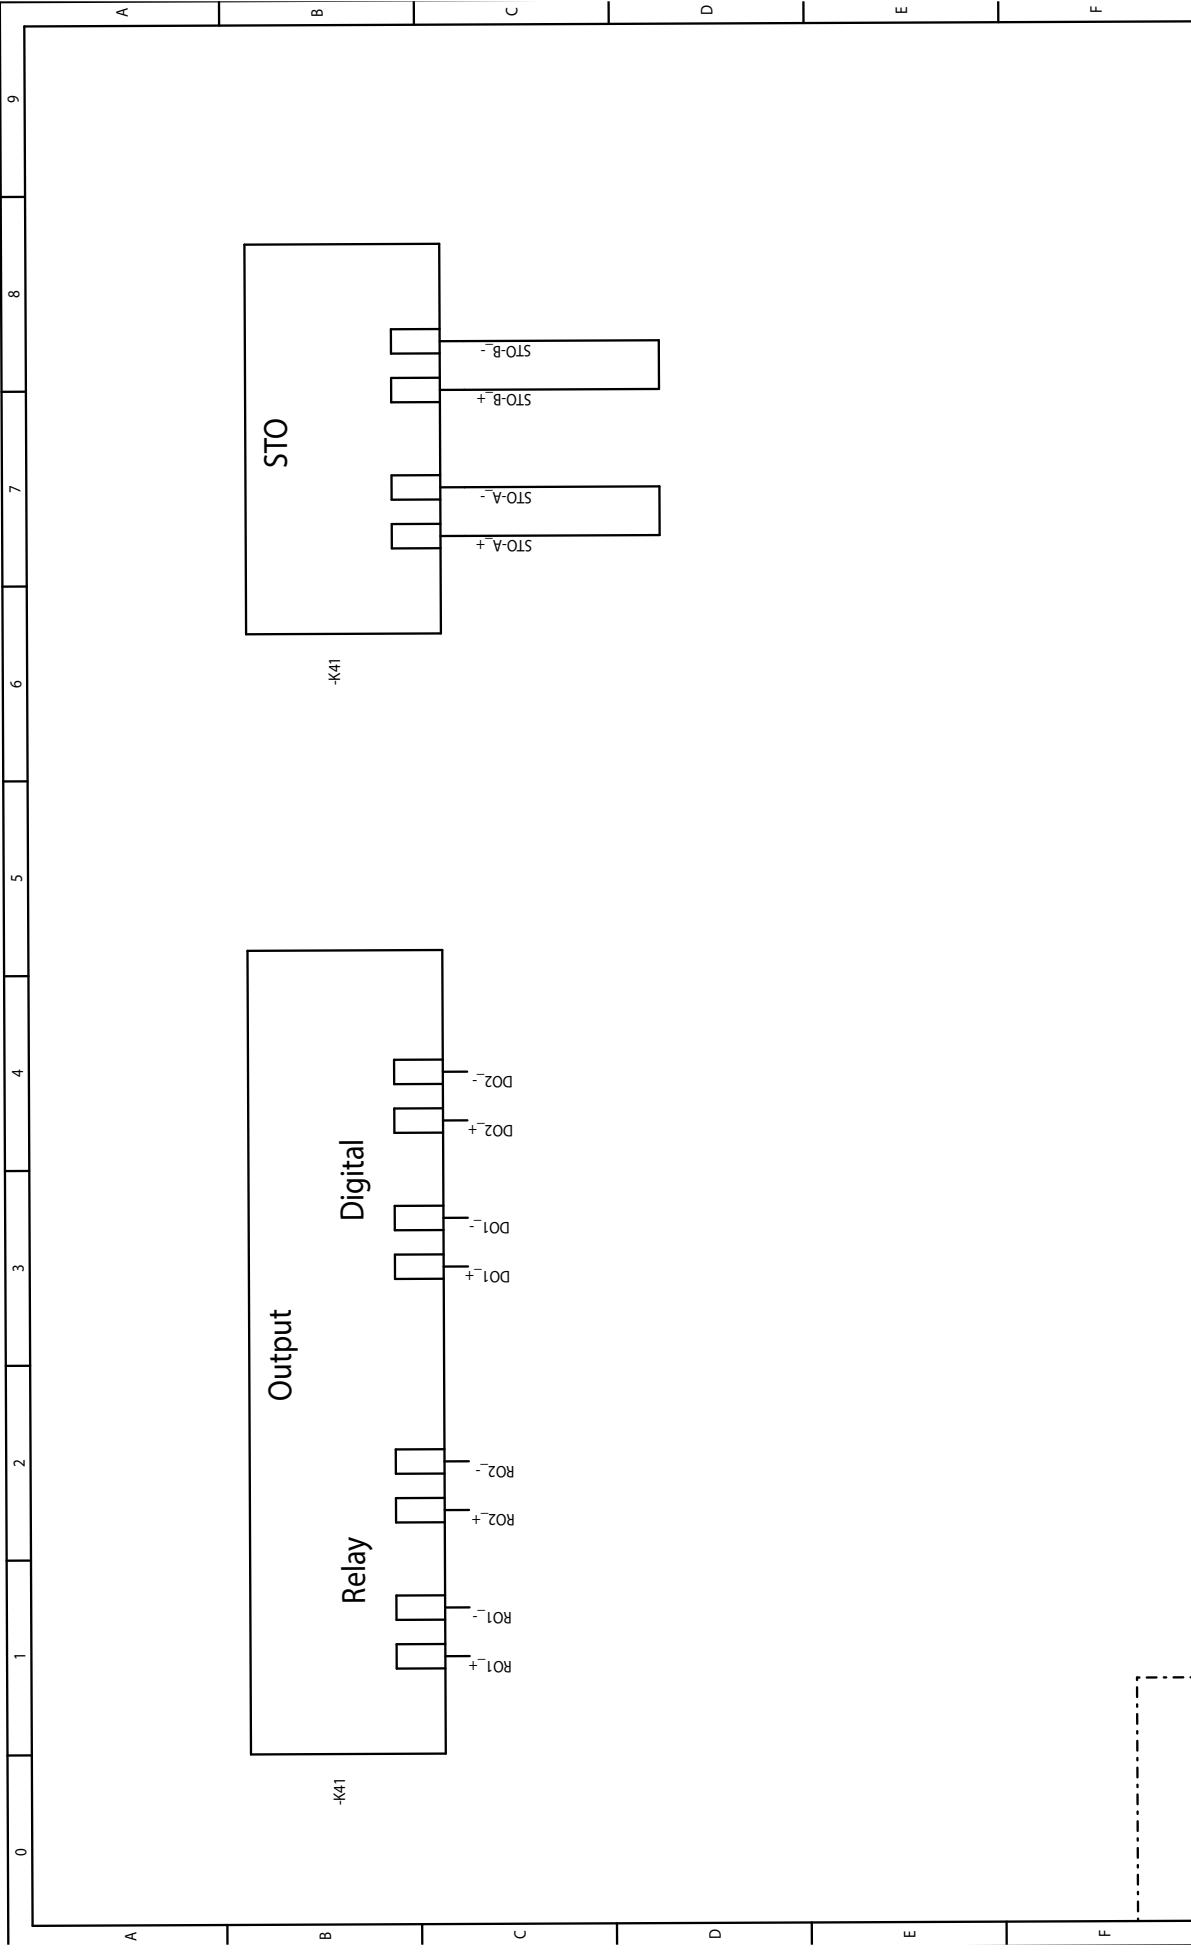 0 1 2 3 4 5 6 7 8 9
A
B
C
D
E
F
Output
Relay
Digital
-K41
RO1_+
RO1_-
RO2_+
RO2_-
DO1_+
DO1_-
DO2_+
DO2_-
STO
-K41
STO-A_+
STO-A_-
STO-B_+
STO-B_-
A
B
C
D
E
F